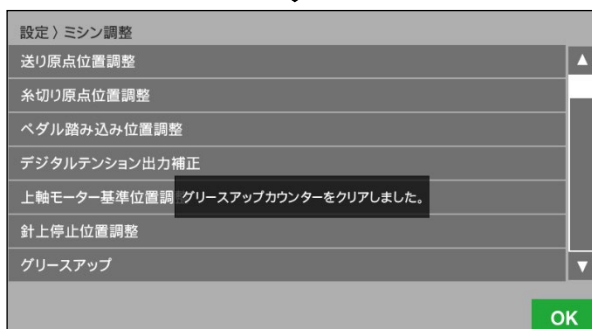 設定 〉ミシン調整
送り原点位置調整
糸切り原点位置調整
ペダル踏み込み位置調整
デジタルテンション出力補正
上軸モーター基準位置調
グリースアップカウンターをクリアしました。
針上停止位置調整
グリースアップ
OK